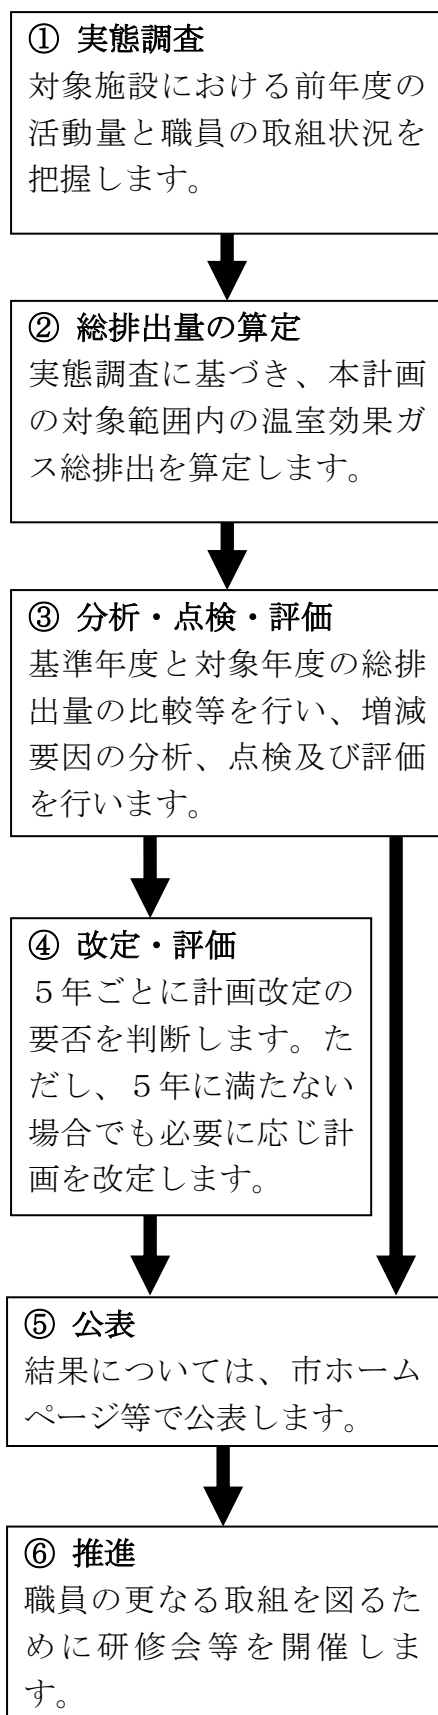 ① 実態調査
対象施設における前年度の
活動量と職員の取組状況を
把握します。
② 総排出量の算定
実態調査に基づき、本計画
の対象範囲内の温室効果ガ
ス総排出を算定します。
③ 分析・点検・評価
基準年度と対象年度の総排
出量の比較等を行い、増減
要因の分析、点検及び評価
を行います。
④ 改定・評価
５年ごとに計画改定の
要否を判断します。た
だし、５年に満たない
場合でも必要に応じ計
画を改定します。
⑤ 公表
結果については、市ホーム
ページ等で公表します。
⑥ 推進
職員の更なる取組を図るた
めに研修会等を開催しま
す。